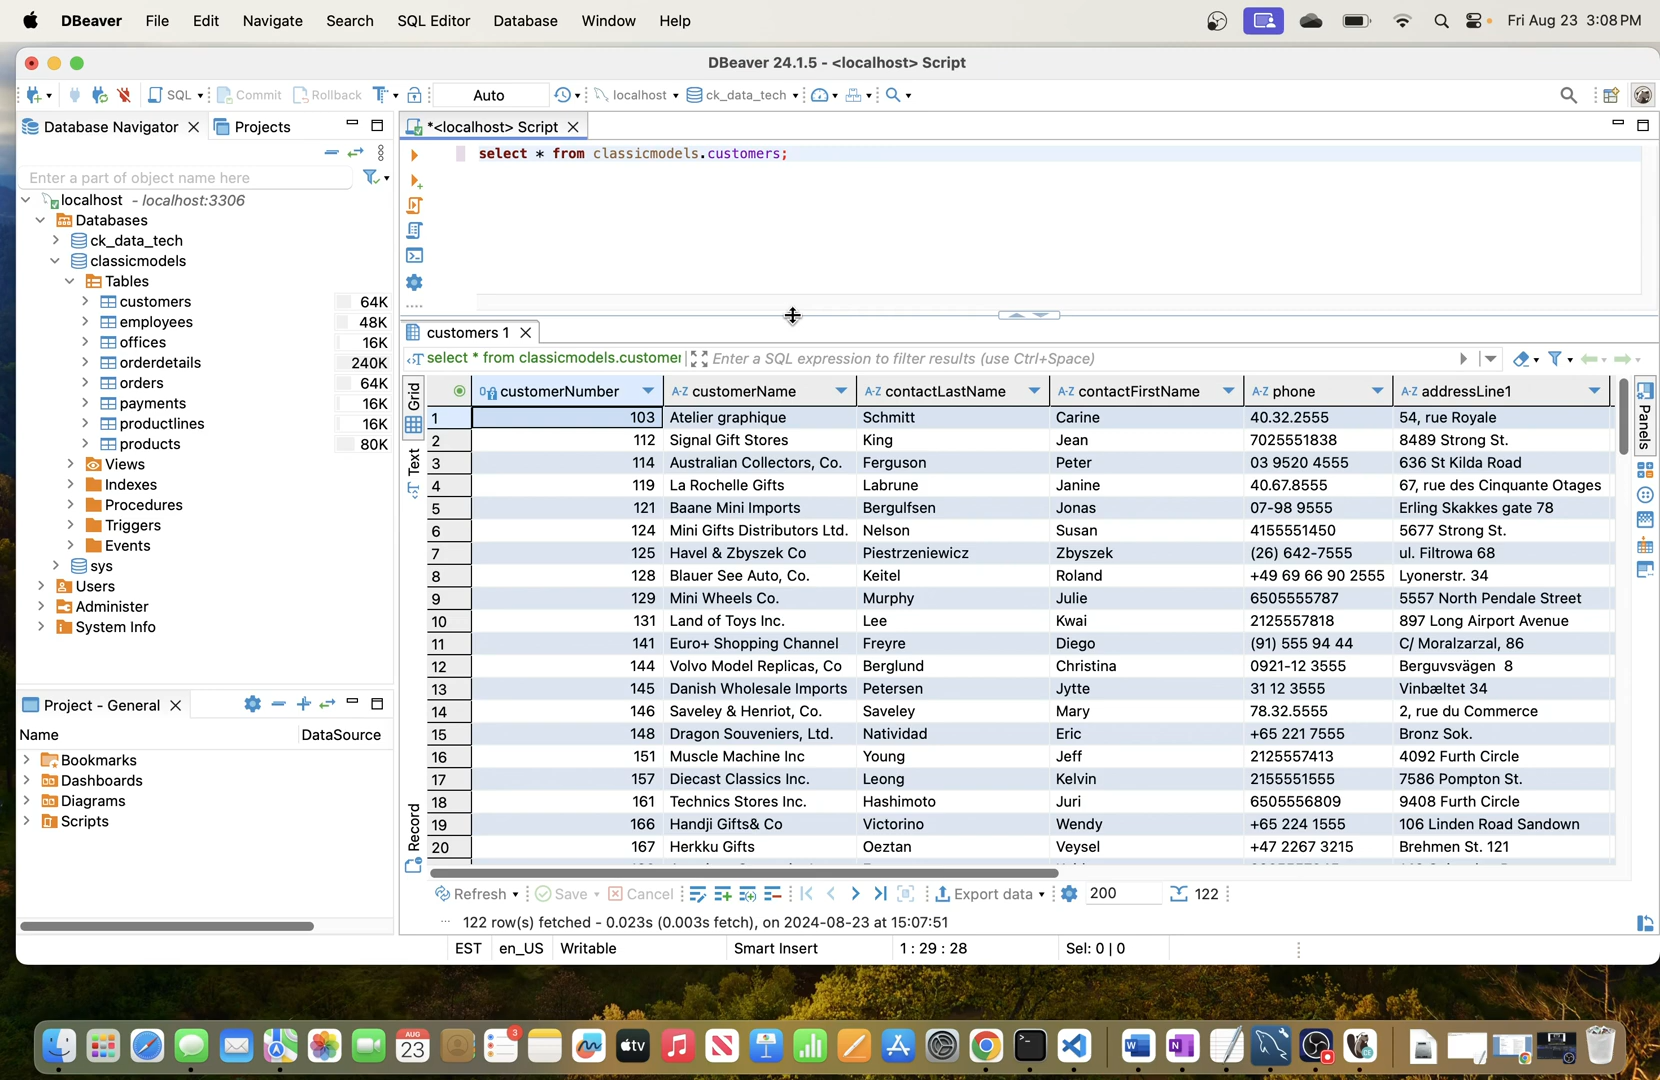 DBeaver File Edit Navigate Search SQL Editor Database Window Help Fri Aug 23 3:08 PM
DBeaver 24.1.5 - <localhost> Script
SQL Commit Rollback Auto localhost ck_data_tech
Database Navigator Projects
Enter a part of object name here
localhost - localhost:3306
Databases
ck_data_tech
classicmodels
Tables
customers 64K
employees 48K
offices 16K
orderdetails 240K
orders 64K
payments 16K
productlines 16K
products 80K
Views
Indexes
Procedures
Triggers
Events
sys
Users
Administer
System Info
Project - General
Name DataSource
Bookmarks
Dashboards
Diagrams
Scripts
*<localhost> Script
select * from classicmodels.customers;
customers 1
select * from classicmodels.customer Enter a SQL expression to filter results (use Ctrl+Space)
Grid
Text
Record
Panels
customerNumber A-Z customerName A-Z contactLastName A-Z contactFirstName A-Z phone A-Z addressLine1
1 103 Atelier graphique Schmitt Carine 40.32.2555 54, rue Royale
2 112 Signal Gift Stores King Jean 7025551838 8489 Strong St.
3 114 Australian Collectors, Co. Ferguson Peter 03 9520 4555 636 St Kilda Road
4 119 La Rochelle Gifts Labrune Janine 40.67.8555 67, rue des Cinquante Otages
5 121 Baane Mini Imports Bergulfsen Jonas 07-98 9555 Erling Skakkes gate 78
6 124 Mini Gifts Distributors Ltd. Nelson Susan 4155551450 5677 Strong St.
7 125 Havel & Zbyszek Co Piestrzeniewicz Zbyszek (26) 642-7555 ul. Filtrowa 68
8 128 Blauer See Auto, Co. Keitel Roland +49 69 66 90 2555 Lyonerstr. 34
9 129 Mini Wheels Co. Murphy Julie 6505555787 5557 North Pendale Street
10 131 Land of Toys Inc. Lee Kwai 2125557818 897 Long Airport Avenue
11 141 Euro+ Shopping Channel Freyre Diego (91) 555 94 44 C/ Moralzarzal, 86
12 144 Volvo Model Replicas, Co Berglund Christina 0921-12 3555 Berguvsvägen 8
13 145 Danish Wholesale Imports Petersen Jytte 31 12 3555 Vinbæltet 34
14 146 Saveley & Henriot, Co. Saveley Mary 78.32.5555 2, rue du Commerce
15 148 Dragon Souveniers, Ltd. Natividad Eric +65 221 7555 Bronz Sok.
16 151 Muscle Machine Inc Young Jeff 2125557413 4092 Furth Circle
17 157 Diecast Classics Inc. Leong Kelvin 2155551555 7586 Pompton St.
18 161 Technics Stores Inc. Hashimoto Juri 6505556809 9408 Furth Circle
19 166 Handji Gifts& Co Victorino Wendy +65 224 1555 106 Linden Road Sandown
20 167 Herkku Gifts Oeztan Veysel +47 2267 3215 Brehmen St. 121
Refresh Save Cancel Export data 200 122
122 row(s) fetched - 0.023s (0.003s fetch), on 2024-08-23 at 15:07:51
EST en_US Writable Smart Insert 1 : 29 : 28 Sel: 0 | 0
AUG
23
3
tv